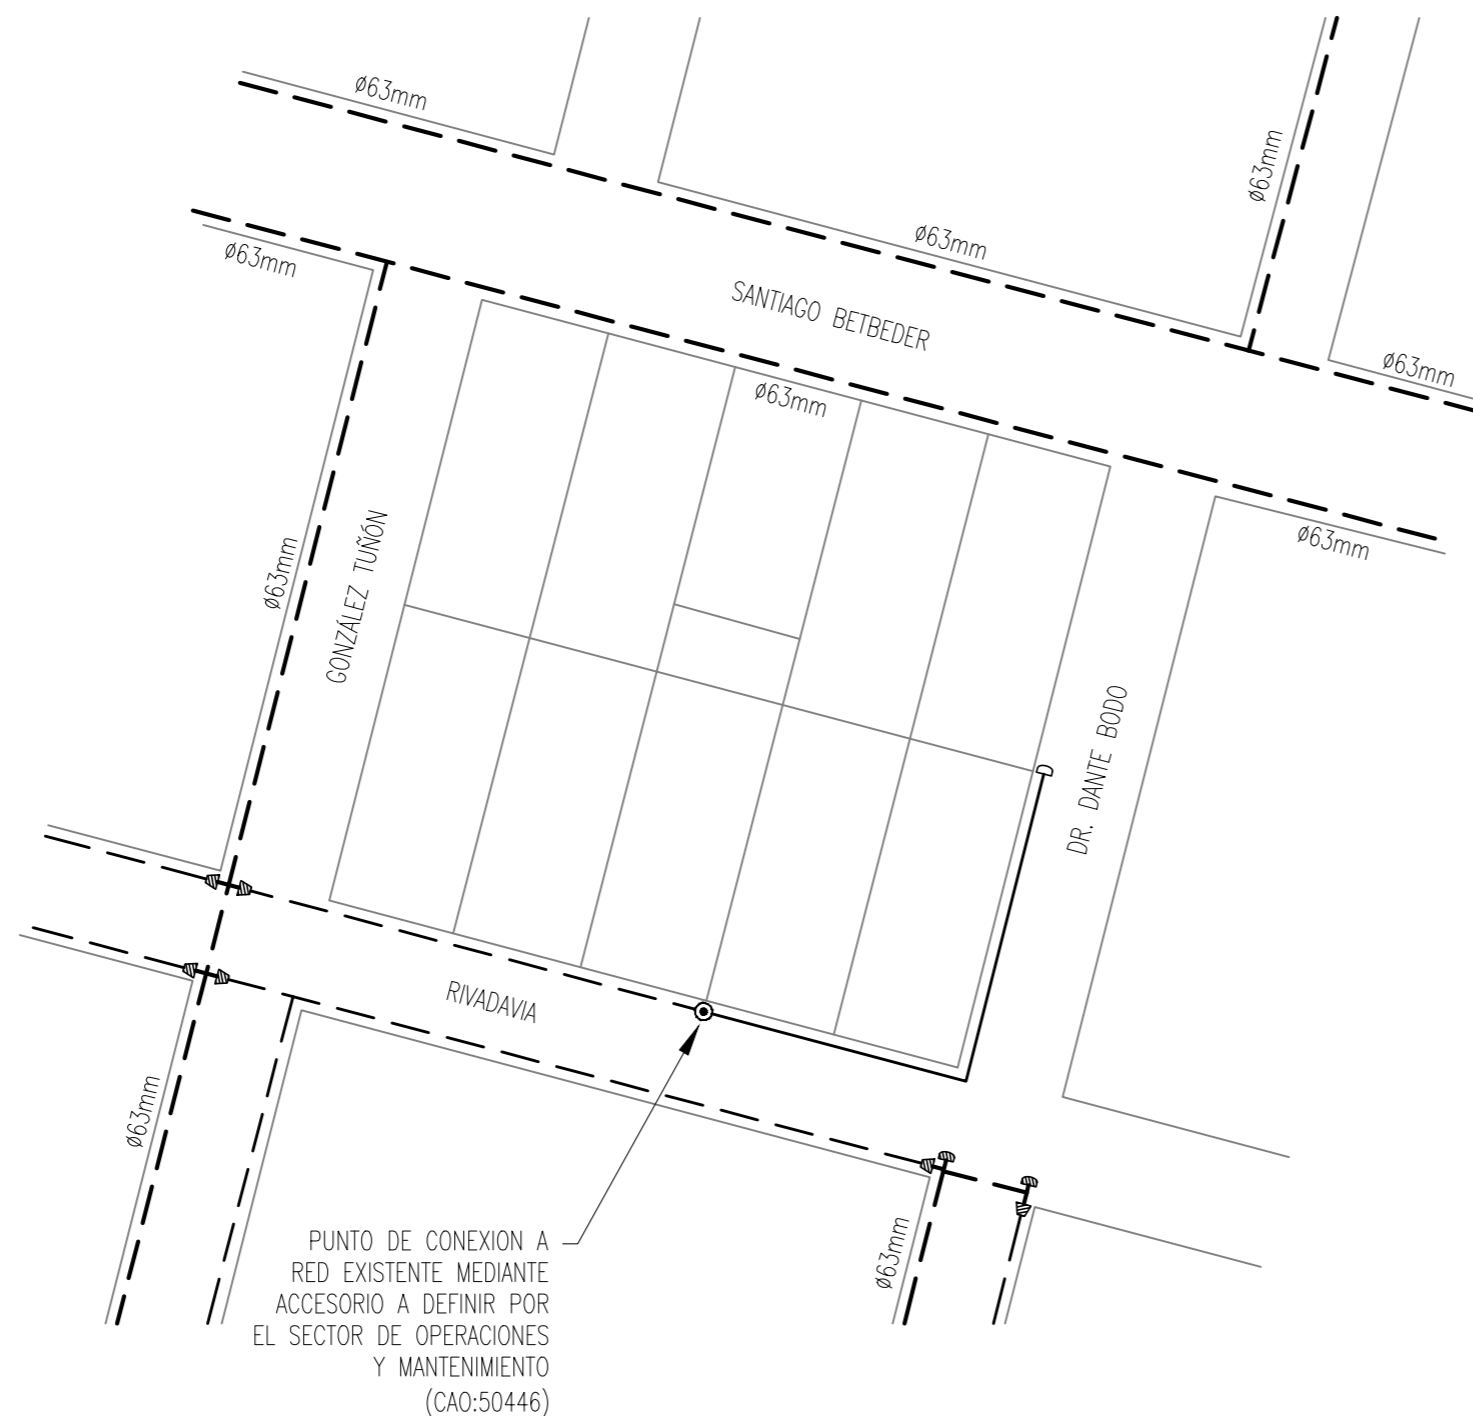 ø63mm
ø63mm
ø63mm
ø63mm
SANTIAGO BETBEDER
ø63mm
ø63mm
ø63mm
GONZÁLEZ TUÑÓN
ø63mm
DR. DANTE BODO
RIVADAVIA
ø63mm
ø63mm
PUNTO DE CONEXION A
RED EXISTENTE MEDIANTE
ACCESORIO A DEFINIR POR
EL SECTOR DE OPERACIONES
Y MANTENIMIENTO
(CAO:50446)